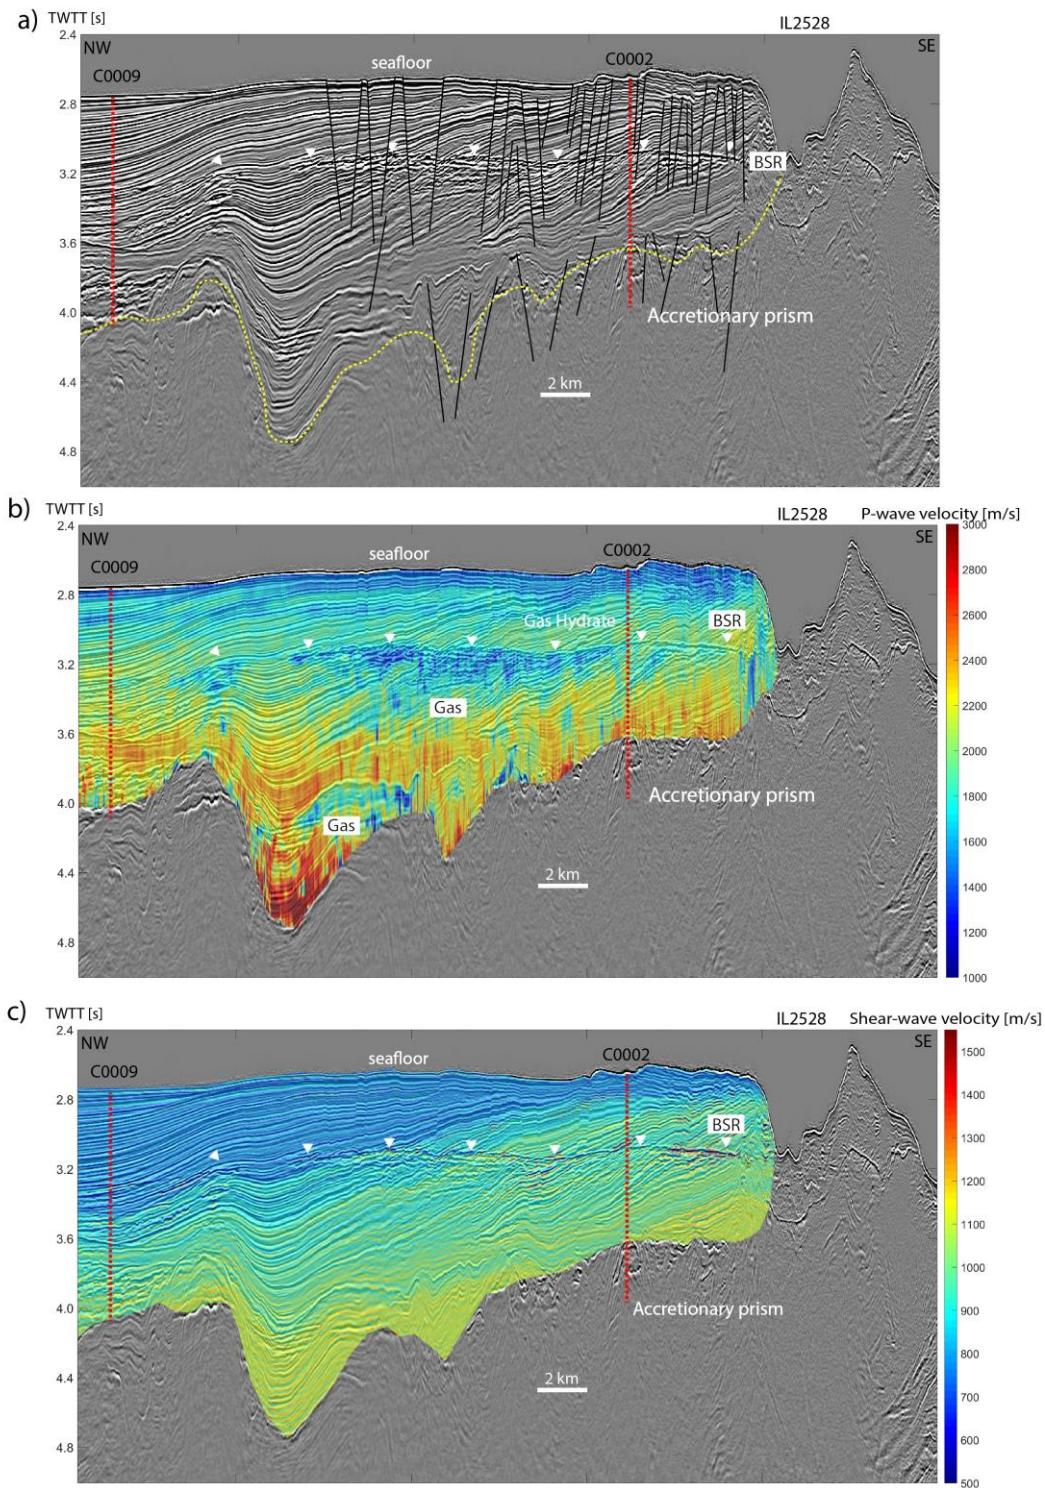 a) TWTT [s] IL2528
2.4 NW SE
C0009 seafloor C0002
2.8
3.2 BSR
3.6
4.0 Accretionary prism
4.4 2 km
4.8
b) TWTT [s] IL2528 P-wave velocity [m/s]
2.4 NW SE 3000
C0009 seafloor C0002
2800
2.8 Gas Hydrate BSR
2600
3.2
2400
Gas
3.6 2200
4.0 Accretionary prism 2000
Gas
1800
4.4 2 km
1600
4.8 1400
1200
1000
c) TWTT [s] IL2528 Shear-wave velocity [m/s]
2.4 NW SE
C0009 seafloor C0002 1500
2.8 1400
BSR
3.2 1300
1200
3.6 1100
1000
4.0 Accretionary prism
900
4.4 2 km 800
700
4.8 600
500